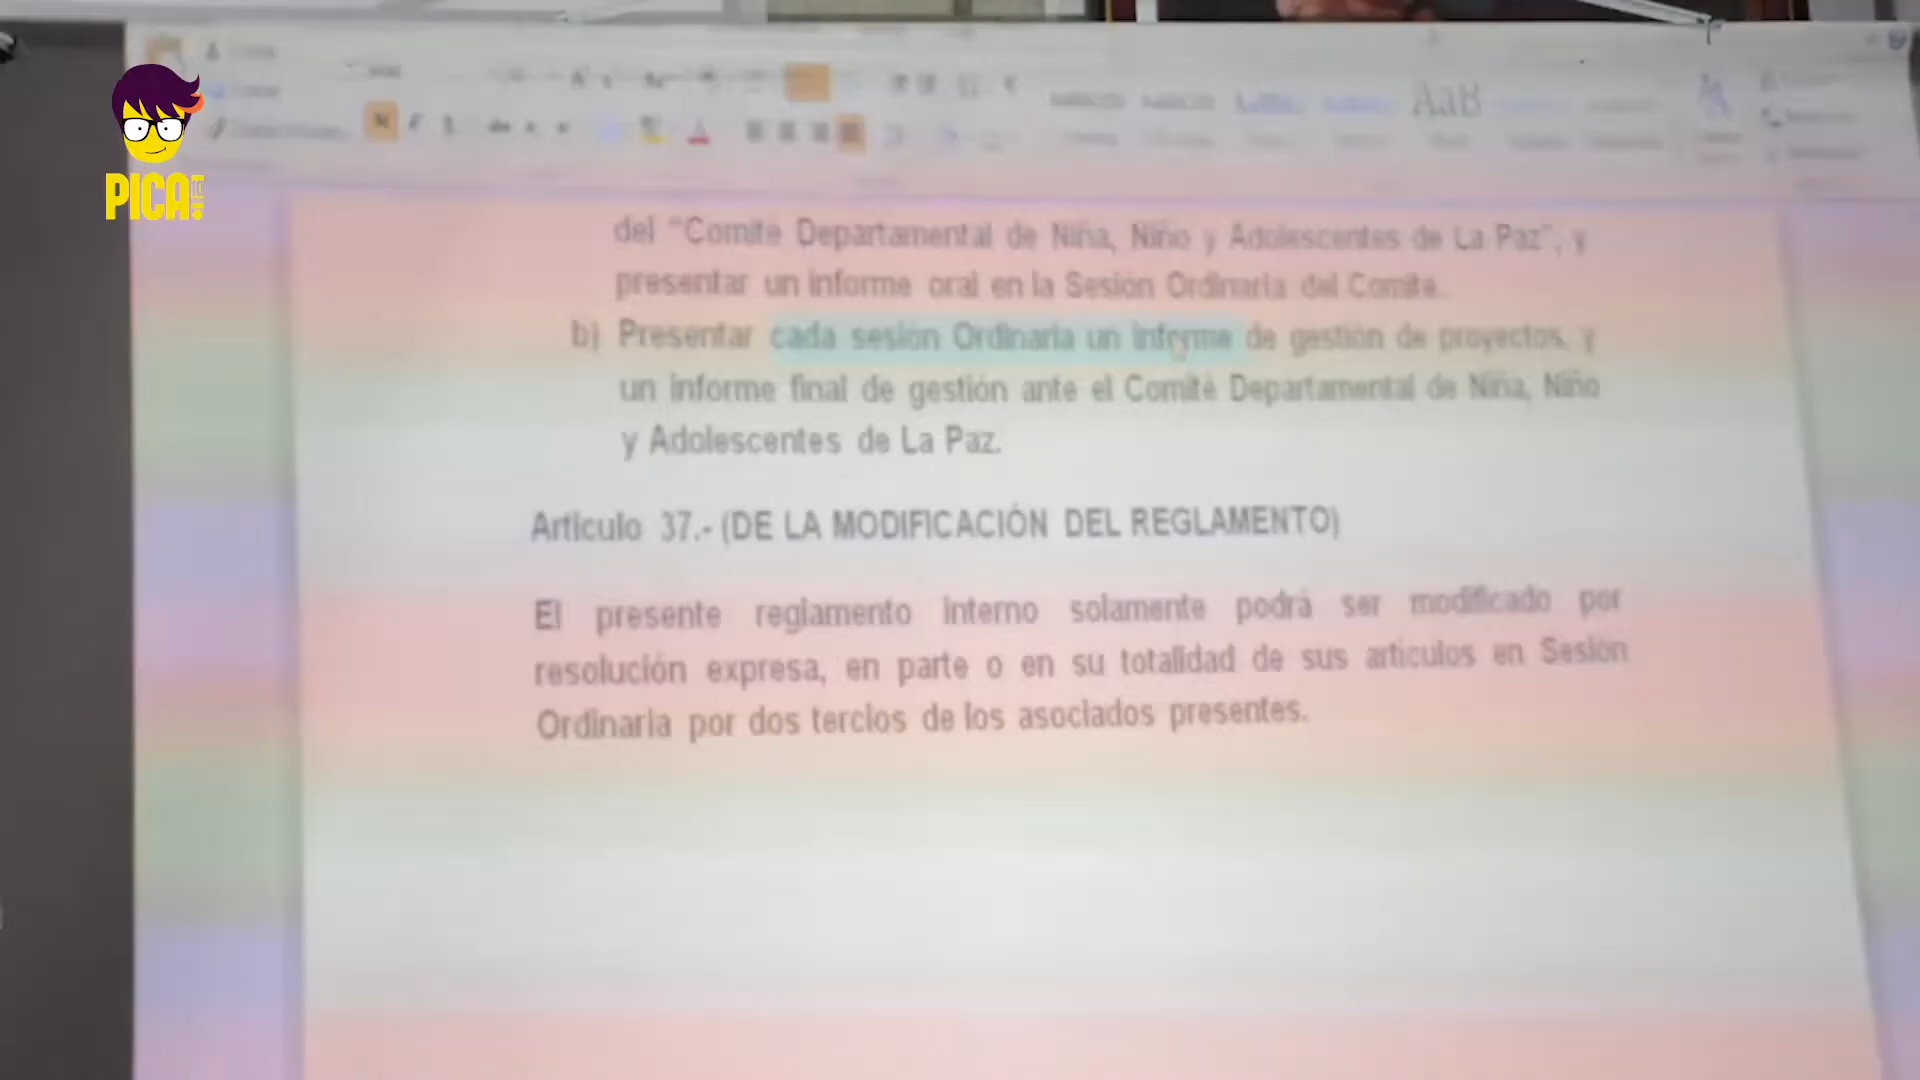 PICA
del "Comité Departamental de Niña, Niño y Adolescentes de La Paz", y
presentar un informe oral en la Sesión Ordinaria del Comité.
b) Presentar cada sesión Ordinaria un informe de gestión de proyectos, y
un informe final de gestión ante el Comité Departamental de Niña, Niño
y Adolescentes de La Paz.
Artículo 37.- (DE LA MODIFICACIÓN DEL REGLAMENTO)
El presente reglamento interno solamente podrá ser modificado por
resolución expresa, en parte o en su totalidad de sus artículos en Sesión
Ordinaria por dos tercios de los asociados presentes.